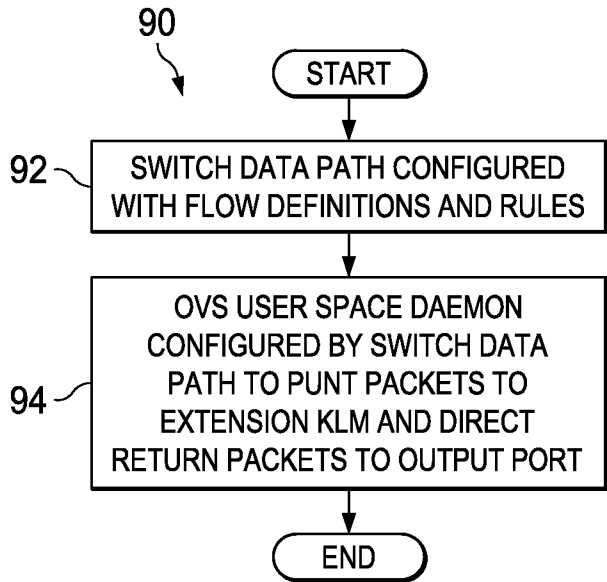 90
START
92
SWITCH DATA PATH CONFIGURED
WITH FLOW DEFINITIONS AND RULES
94
OVS USER SPACE DAEMON
CONFIGURED BY SWITCH DATA
PATH TO PUNT PACKETS TO
EXTENSION KLM AND DIRECT
RETURN PACKETS TO OUTPUT PORT
END